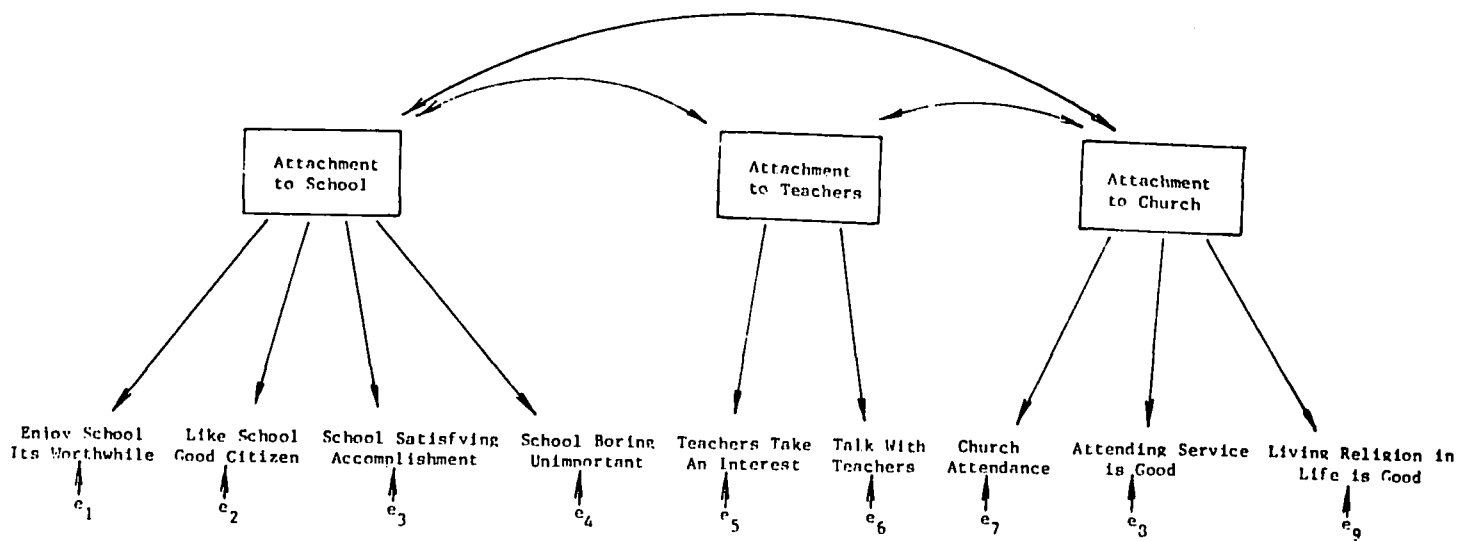 Attachment
to School
Attachment
to Teachers
Attachment
to Church
Enjoy School
Its Worthwhile
Like School
Good Citizen
School Satisfying
Accomplishment
School Boring
Unimportant
Teachers Take
An Interest
Talk With
Teachers
Church
Attendance
Attending Service
is Good
Living Religion in
Life is Good
e1
e2
e3
e4
e5
e6
e7
e8
e9